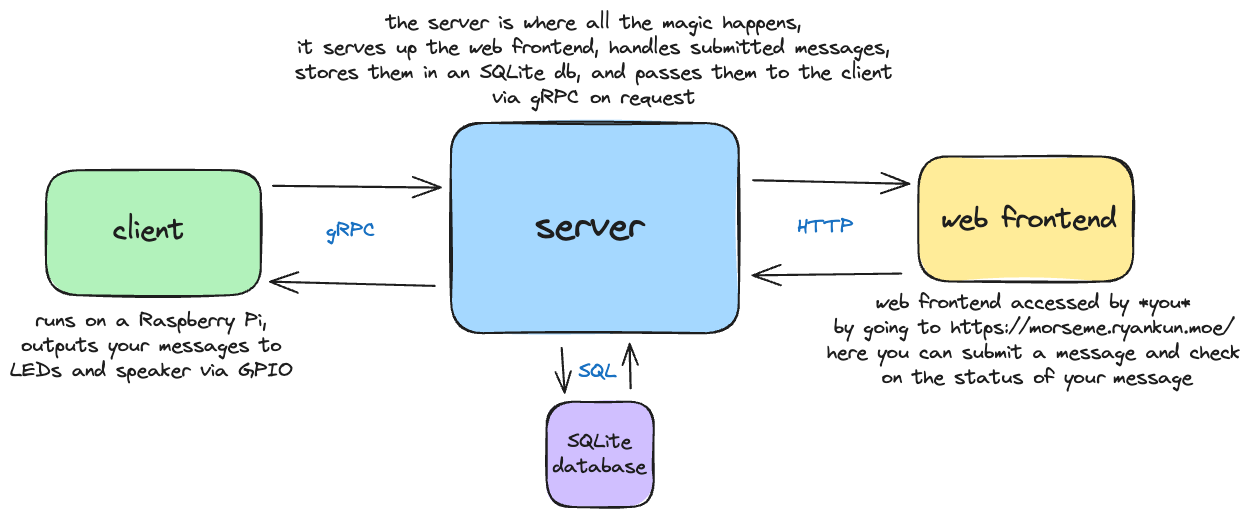 the server is where all the magic happens,
it serves up the web frontend, handles submitted messages,
stores them in an SQLite db, and passes them to the client
via gRPC on request
client
gRPC
server
HTTP
web frontend
runs on a Raspberry Pi,
outputs your messages to
LEDs and speaker via GPIO
web frontend accessed by *you*
by going to https://morseme.ryankun.moe/
here you can submit a message and check
on the status of your message
SQL
SQLite
database